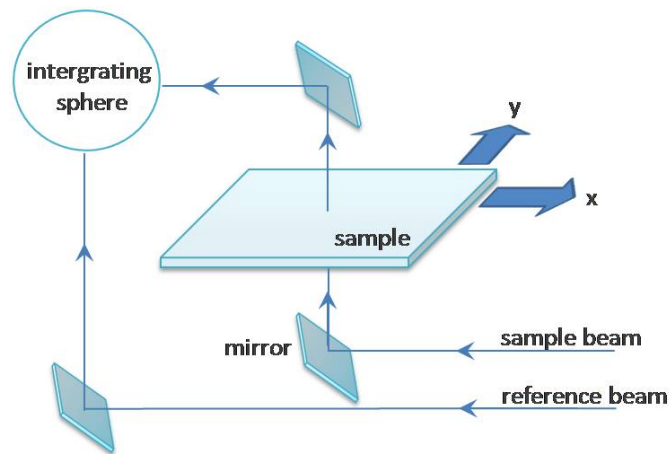 intergrating
sphere
y
x
sample
mirror
sample beam
reference beam